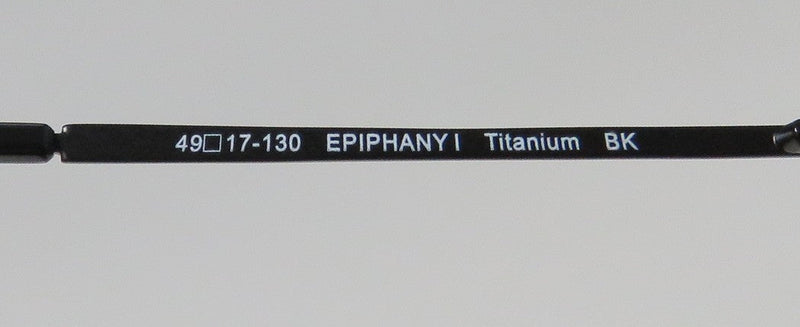 49□17-130 EPIPHANY I Titanium BK